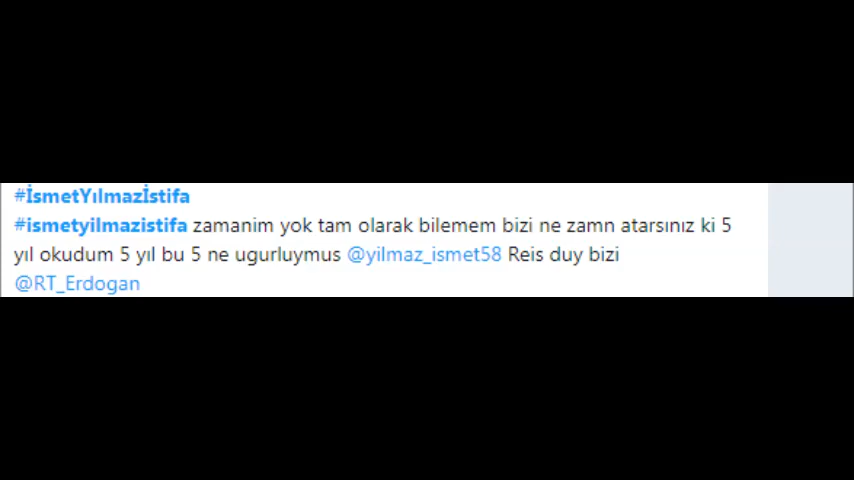 #İsmetYılmazİstifa
#ismetyilmazistifa zamanim yok tam olarak bilemem bizi ne zamn atarsınız ki 5
yıl okudum 5 yıl bu 5 ne ugurluymus @yilmaz_ismet58 Reis duy bizi
@RT_Erdogan